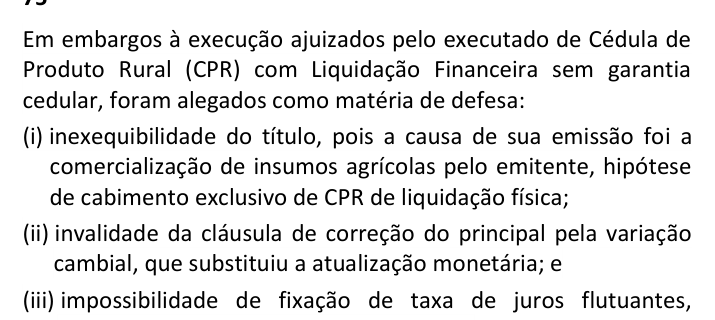 Em embargos à execução ajuizados pelo executado de Cédula de
Produto Rural (CPR) com Liquidação Financeira sem garantia
cedular, foram alegados como matéria de defesa:
(i) inexequibilidade do título, pois a causa de sua emissão foi a
comercialização de insumos agrícolas pelo emitente, hipótese
de cabimento exclusivo de CPR de liquidação física;
(ii) invalidade da cláusula de correção do principal pela variação
cambial, que substituiu a atualização monetária; e
(iii) impossibilidade de fixação de taxa de juros flutuantes,